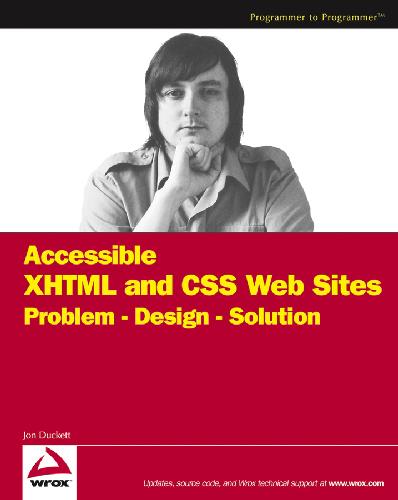 Programmer to Programmer™
Accessible
XHTML and CSS Web Sites
Problem - Design - Solution
Jon Duckett
wrox™
Updates, source code, and Wrox technical support at www.wrox.com